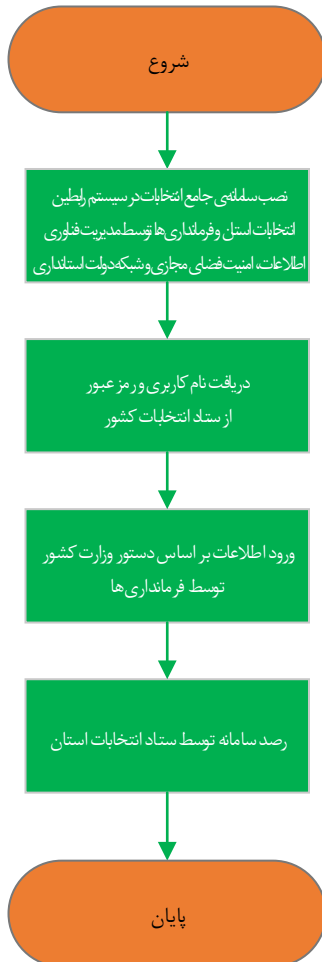 شروع
نصب سامانه‌ی جامع انتخابات در سیستم رابطین
انتخابات استان و فرمانداری‌ها توسط مدیریت فناوری
اطلاعات، امنیت فضای مجازی و شبکه دولت استانداری
دریافت نام کاربری و رمز عبور
از ستاد انتخابات کشور
ورود اطلاعات بر اساس دستور وزارت کشور
توسط فرمانداری‌ها
رصد سامانه توسط ستاد انتخابات استان
پایان